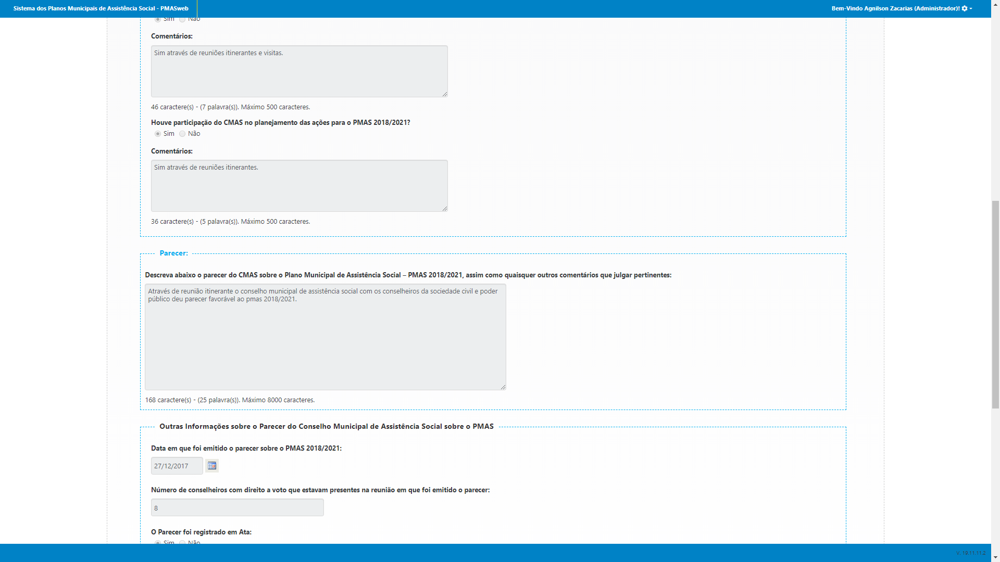 Sistema dos Planos Municipais de Assistência Social - PMASweb
Bem-Vindo Agnilson Zacarias (Administrador)!
Sim Não
Comentários:
Sim através de reuniões itinerantes e visitas.
46 caractere(s) - (7 palavra(s)). Máximo 500 caracteres.
Houve participação do CMAS no planejamento das ações para o PMAS 2018/2021?
Sim Não
Comentários:
Sim através de reuniões itinerantes.
36 caractere(s) - (5 palavra(s)). Máximo 500 caracteres.
Parecer:
Descreva abaixo o parecer do CMAS sobre o Plano Municipal de Assistência Social – PMAS 2018/2021, assim como quaisquer outros comentários que julgar pertinentes:
Através de reunião itinerante o conselho municipal de assistência social com os conselheiros da sociedade civil e poder
público deu parecer favorável ao pmas 2018/2021.
168 caractere(s) - (25 palavra(s)). Máximo 8000 caracteres.
Outras Informações sobre o Parecer do Conselho Municipal de Assistência Social sobre o PMAS
Data em que foi emitido o parecer sobre o PMAS 2018/2021:
27/12/2017
Número de conselheiros com direito a voto que estavam presentes na reunião em que foi emitido o parecer:
8
O Parecer foi registrado em Ata:
Sim Não
V. 19.11.11.2